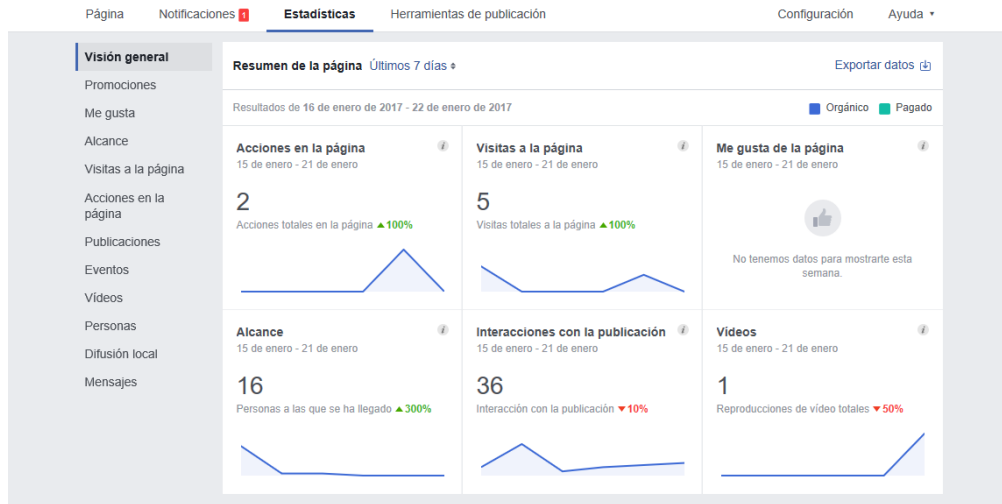 Página Notificaciones 1 Estadísticas Herramientas de publicación Configuración Ayuda
Visión general
Promociones
Me gusta
Alcance
Visitas a la página
Acciones en la
página
Publicaciones
Eventos
Vídeos
Personas
Difusión local
Mensajes
Resumen de la página Últimos 7 días Exportar datos
Resultados de 16 de enero de 2017 - 22 de enero de 2017 Orgánico Pagado
Acciones en la página
15 de enero - 21 de enero
2
Acciones totales en la página ▲100%
Visitas a la página
15 de enero - 21 de enero
5
Visitas totales a la página ▲100%
Me gusta de la página
15 de enero - 21 de enero
No tenemos datos para mostrarte esta
semana.
Alcance
15 de enero - 21 de enero
16
Personas a las que se ha llegado ▲300%
Interacciones con la publicación
15 de enero - 21 de enero
36
Interacción con la publicación ▼10%
Vídeos
15 de enero - 21 de enero
1
Reproducciones de vídeo totales ▼50%